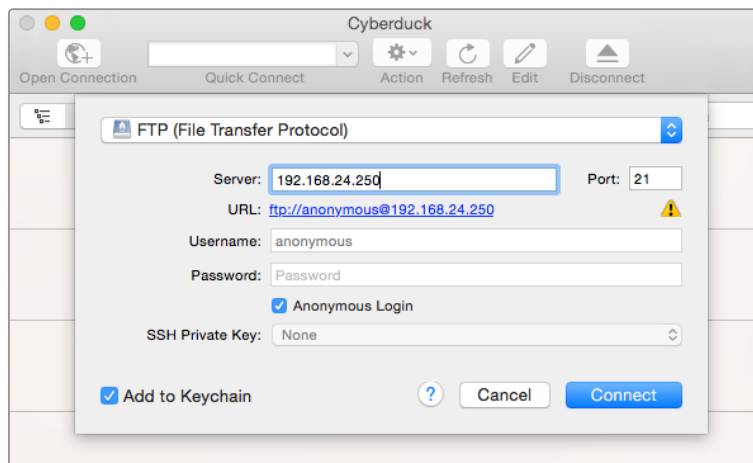 Cyberduck
Open Connection
Quick Connect
Action
Refresh
Edit
Disconnect
FTP (File Transfer Protocol)
Server: 192.168.24.250 Port: 21
URL: ftp://anonymous@192.168.24.250
Username: anonymous
Password: Password
Anonymous Login
SSH Private Key: None
Add to Keychain ? Cancel Connect